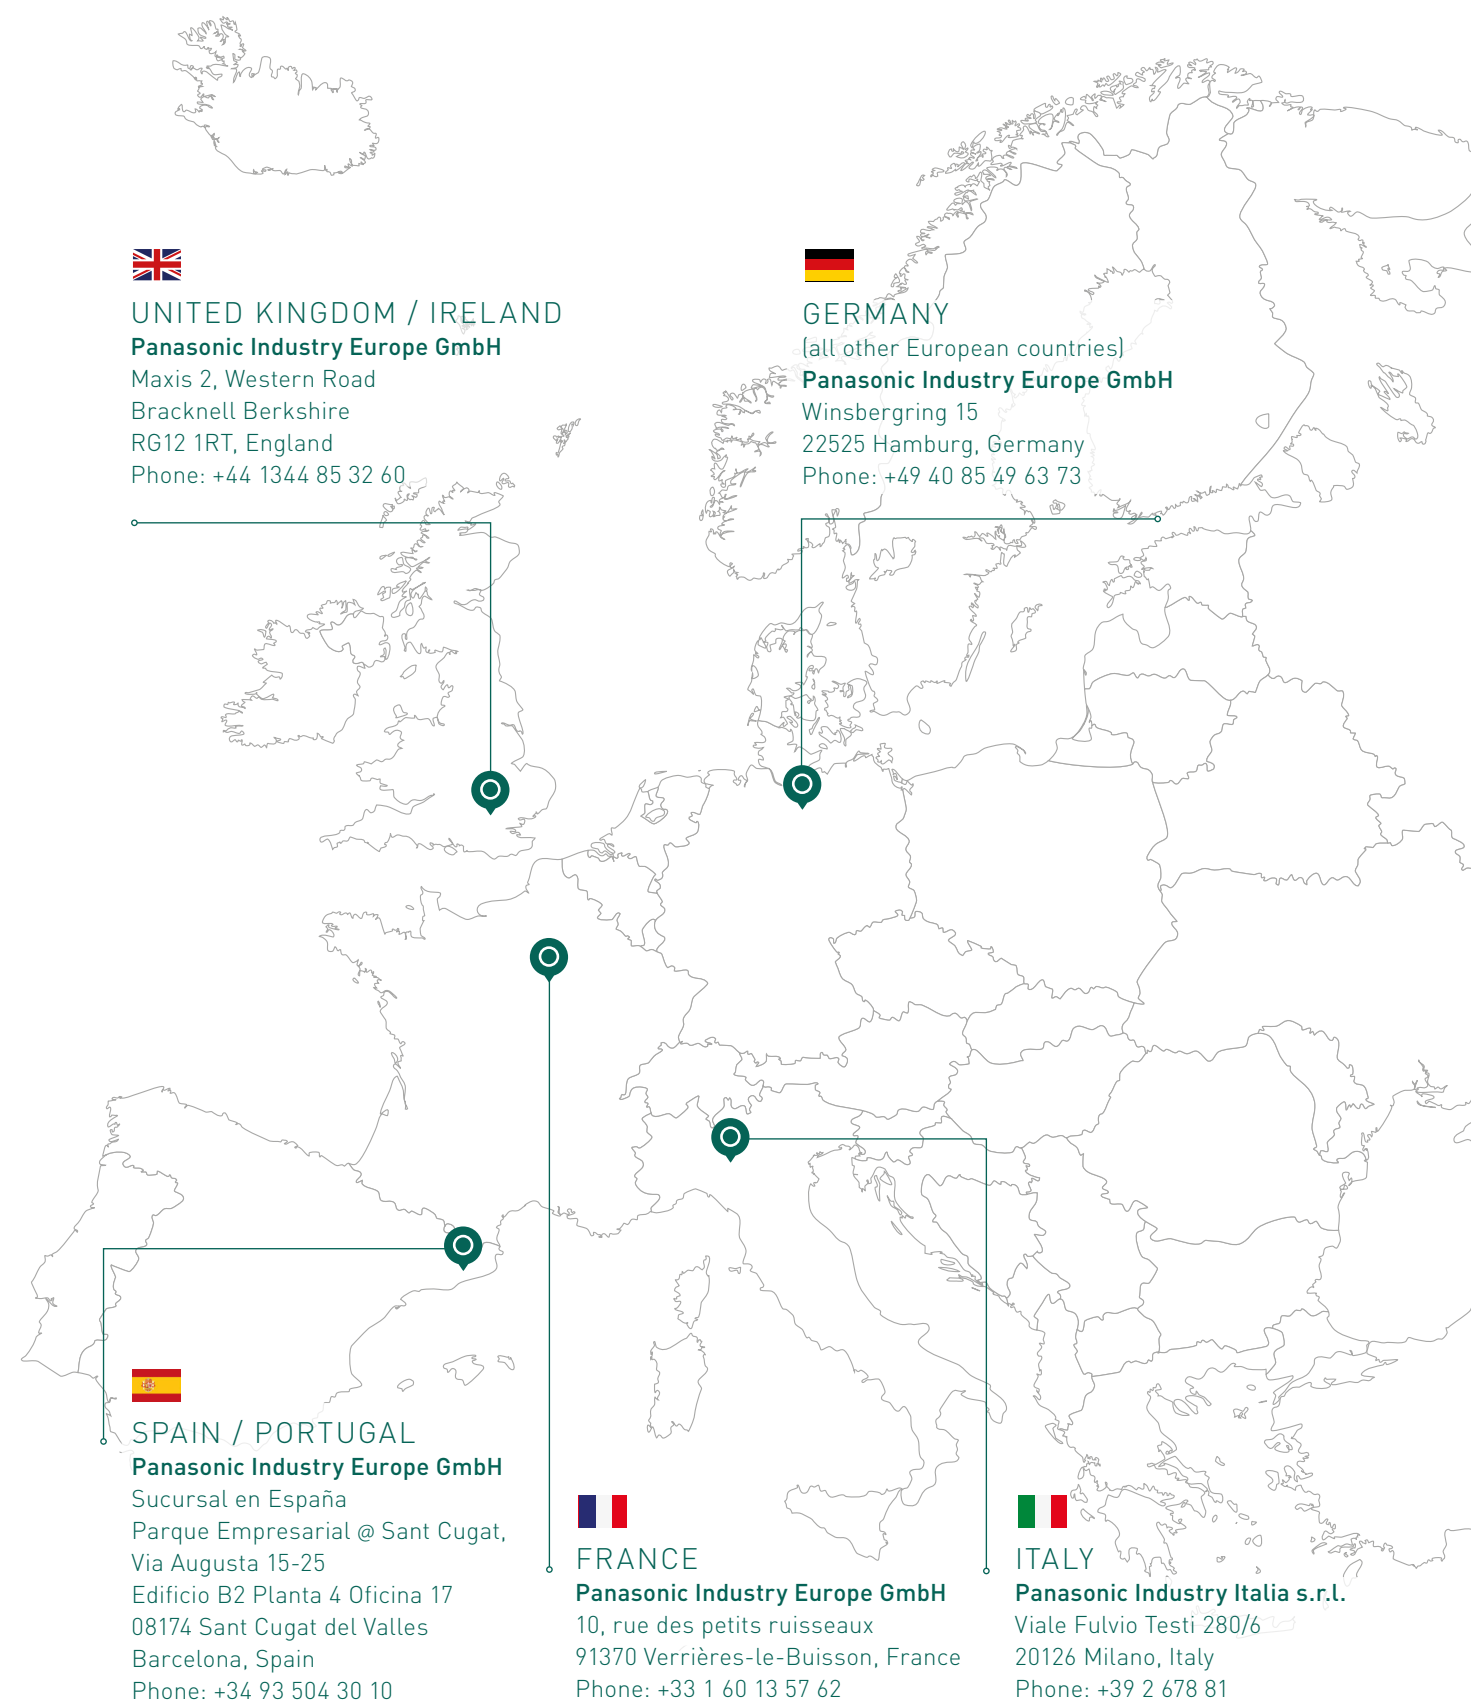 UNITED KINGDOM / IRELAND
Panasonic Industry Europe GmbH
Maxis 2, Western Road
Bracknell Berkshire
RG12 1RT, England
Phone: +44 1344 85 32 60
GERMANY
(all other European countries)
Panasonic Industry Europe GmbH
Winsbergring 15
22525 Hamburg, Germany
Phone: +49 40 85 49 63 73
SPAIN / PORTUGAL
Panasonic Industry Europe GmbH
Sucursal en España
Parque Empresarial @ Sant Cugat,
Via Augusta 15-25
Edificio B2 Planta 4 Oficina 17
08174 Sant Cugat del Valles
Barcelona, Spain
Phone: +34 93 504 30 10
FRANCE
Panasonic Industry Europe GmbH
10, rue des petits ruisseaux
91370 Verrières-le-Buisson, France
Phone: +33 1 60 13 57 62
ITALY
Panasonic Industry Italia s.r.l.
Viale Fulvio Testi 280/6
20126 Milano, Italy
Phone: +39 2 678 81